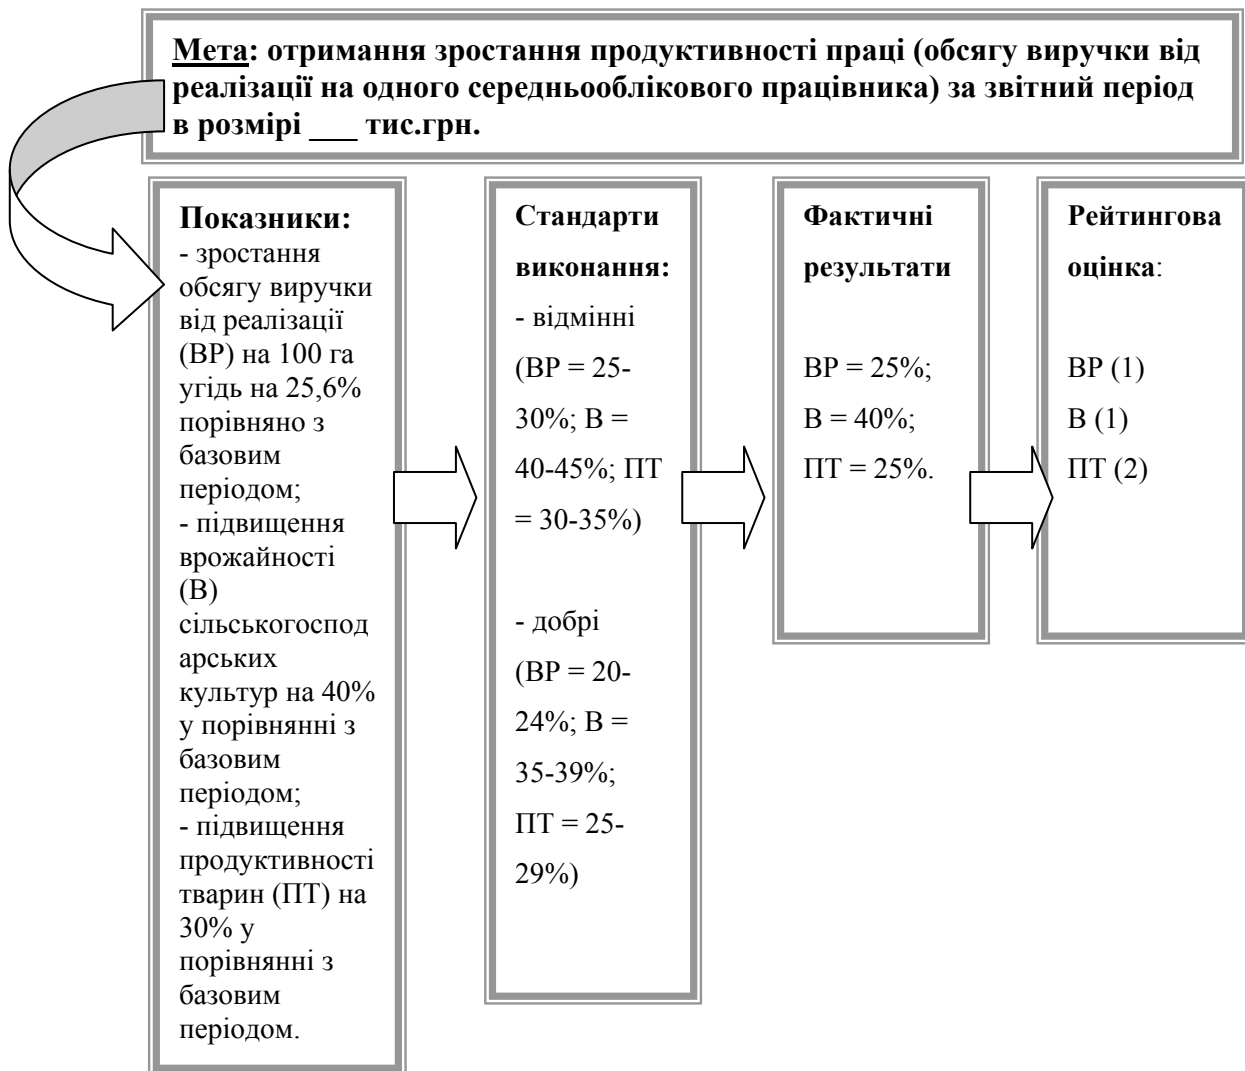 Мета: отримання зростання продуктивності праці (обсягу виручки від
реалізації на одного середньооблікового працівника) за звітний період
в розмірі ___ тис.грн.
Показники:
- зростання
обсягу виручки
від реалізації
(ВР) на 100 га
угідь на 25,6%
порівняно з
базовим
періодом;
- підвищення
врожайності
(В)
сільськогоспод
арських
культур на 40%
у порівнянні з
базовим
періодом;
- підвищення
продуктивності
тварин (ПТ) на
30% у
порівнянні з
базовим
періодом.
Стандарти
виконання:
- відмінні
(ВР = 25-
30%; В =
40-45%; ПТ
= 30-35%)
- добрі
(ВР = 20-
24%; В =
35-39%;
ПТ = 25-
29%)
Фактичні
результати
ВР = 25%;
В = 40%;
ПТ = 25%.
Рейтингова
оцінка:
ВР (1)
В (1)
ПТ (2)